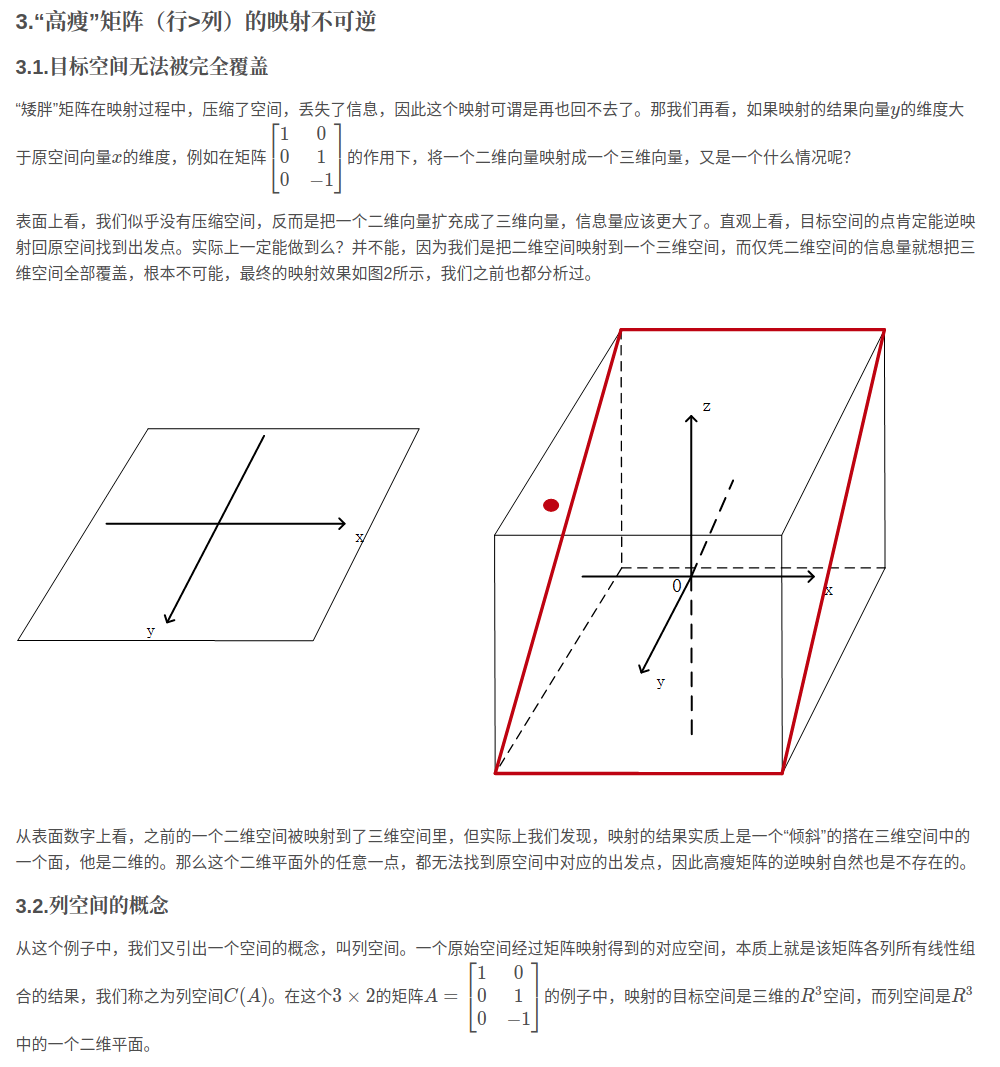 3.“高瘦”矩阵（行>列）的映射不可逆
3.1.目标空间无法被完全覆盖
“矮胖”矩阵在映射过程中，压缩了空间，丢失了信息，因此这个映射可谓是再也回不去了。那我们再看，如果映射的结果向量y的维度大
于原空间向量x的维度，例如在矩阵[1 0; 0 1; 0 −1]的作用下，将一个二维向量映射成一个三维向量，又是一个什么情况呢？
表面上看，我们似乎没有压缩空间，反而是把一个二维向量扩充成了三维向量，信息量应该更大了。直观上看，目标空间的点肯定能逆映
射回原空间找到出发点。实际上一定能做到么？并不能，因为我们是把二维空间映射到一个三维空间，而仅凭二维空间的信息量就想把三
维空间全部覆盖，根本不可能，最终的映射效果如图2所示，我们之前也都分析过。
x
y
z
0
x
y
从表面数字上看，之前的一个二维空间被映射到了三维空间里，但实际上我们发现，映射的结果实质上是一个“倾斜”的搭在三维空间中的
一个面，他是二维的。那么这个二维平面外的任意一点，都无法找到原空间中对应的出发点，因此高瘦矩阵的逆映射自然也是不存在的。
3.2.列空间的概念
从这个例子中，我们又引出一个空间的概念，叫列空间。一个原始空间经过矩阵映射得到的对应空间，本质上就是该矩阵各列所有线性组
合的结果，我们称之为列空间C(A)。在这个3 × 2的矩阵A = [1 0; 0 1; 0 −1]的例子中，映射的目标空间是三维的R³空间，而列空间是R³
中的一个二维平面。